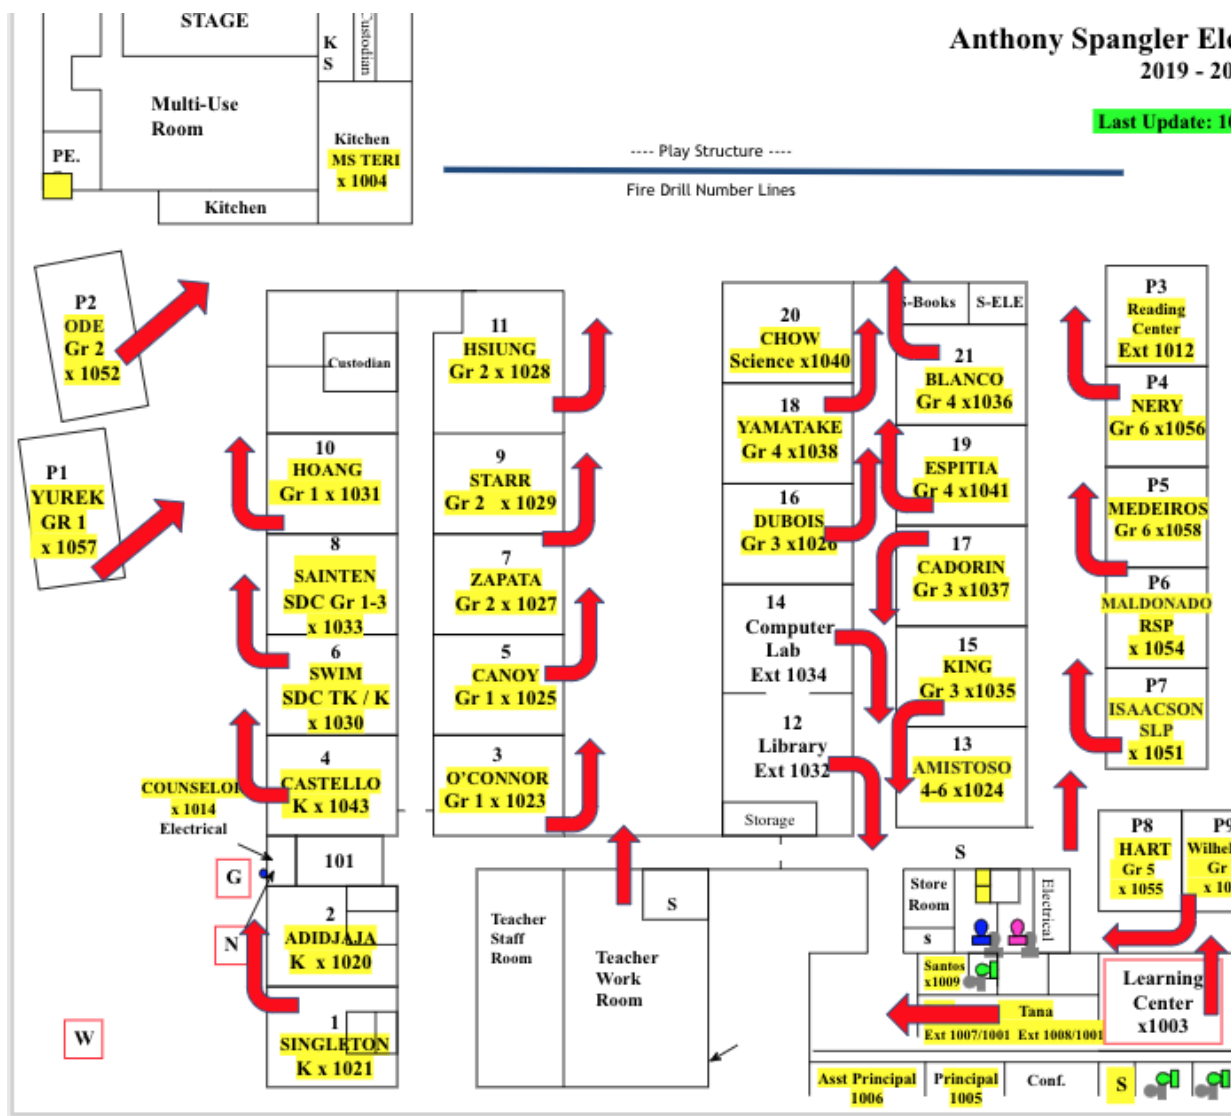 STAGE
K
S
Custodian
Anthony Spangler Ele
2019 - 20
Multi-Use
Room
Last Update: 10
PE.
Kitchen
MS TERI
x 1004
Kitchen
---- Play Structure ----
Fire Drill Number Lines
P2
ODE
Gr 2
x 1052
P1
YUREK
GR 1
x 1057
Custodian
10
HOANG
Gr 1 x 1031
8
SAINTEN
SDC Gr 1-3
x 1033
6
SWIM
SDC TK / K
x 1030
4
CASTELLO
K x 1043
COUNSELOR
x 1014
Electrical
G
N
W
101
2
ADIDJAJA
K x 1020
1
SINGLETON
K x 1021
11
HSIUNG
Gr 2 x 1028
9
STARR
Gr 2 x 1029
7
ZAPATA
Gr 2 x 1027
5
CANOY
Gr 1 x 1025
3
O'CONNOR
Gr 1 x 1023
Teacher
Staff
Room
Teacher
Work
Room
S
20
CHOW
Science x1040
18
YAMATAKE
Gr 4 x1038
16
DUBOIS
Gr 3 x1026
14
Computer
Lab
Ext 1034
12
Library
Ext 1032
Storage
S-Books
S-ELE
21
BLANCO
Gr 4 x1036
19
ESPITIA
Gr 4 x1041
17
CADORIN
Gr 3 x1037
15
KING
Gr 3 x1035
13
AMISTOSO
4-6 x1024
P3
Reading
Center
Ext 1012
P4
NERY
Gr 6 x1056
P5
MEDEIROS
Gr 6 x1058
P6
MALDONADO
RSP
x 1054
P7
ISAACSON
SLP
x 1051
P8
HART
Gr 5
x 1055
P9
Wilhel
Gr
x 10
S
Store
Room
S
Electrical
Santos
x1009
Tana
Ext 1007/1001
Ext 1008/1001
Learning
Center
x1003
Asst Principal
1006
Principal
1005
Conf.
S